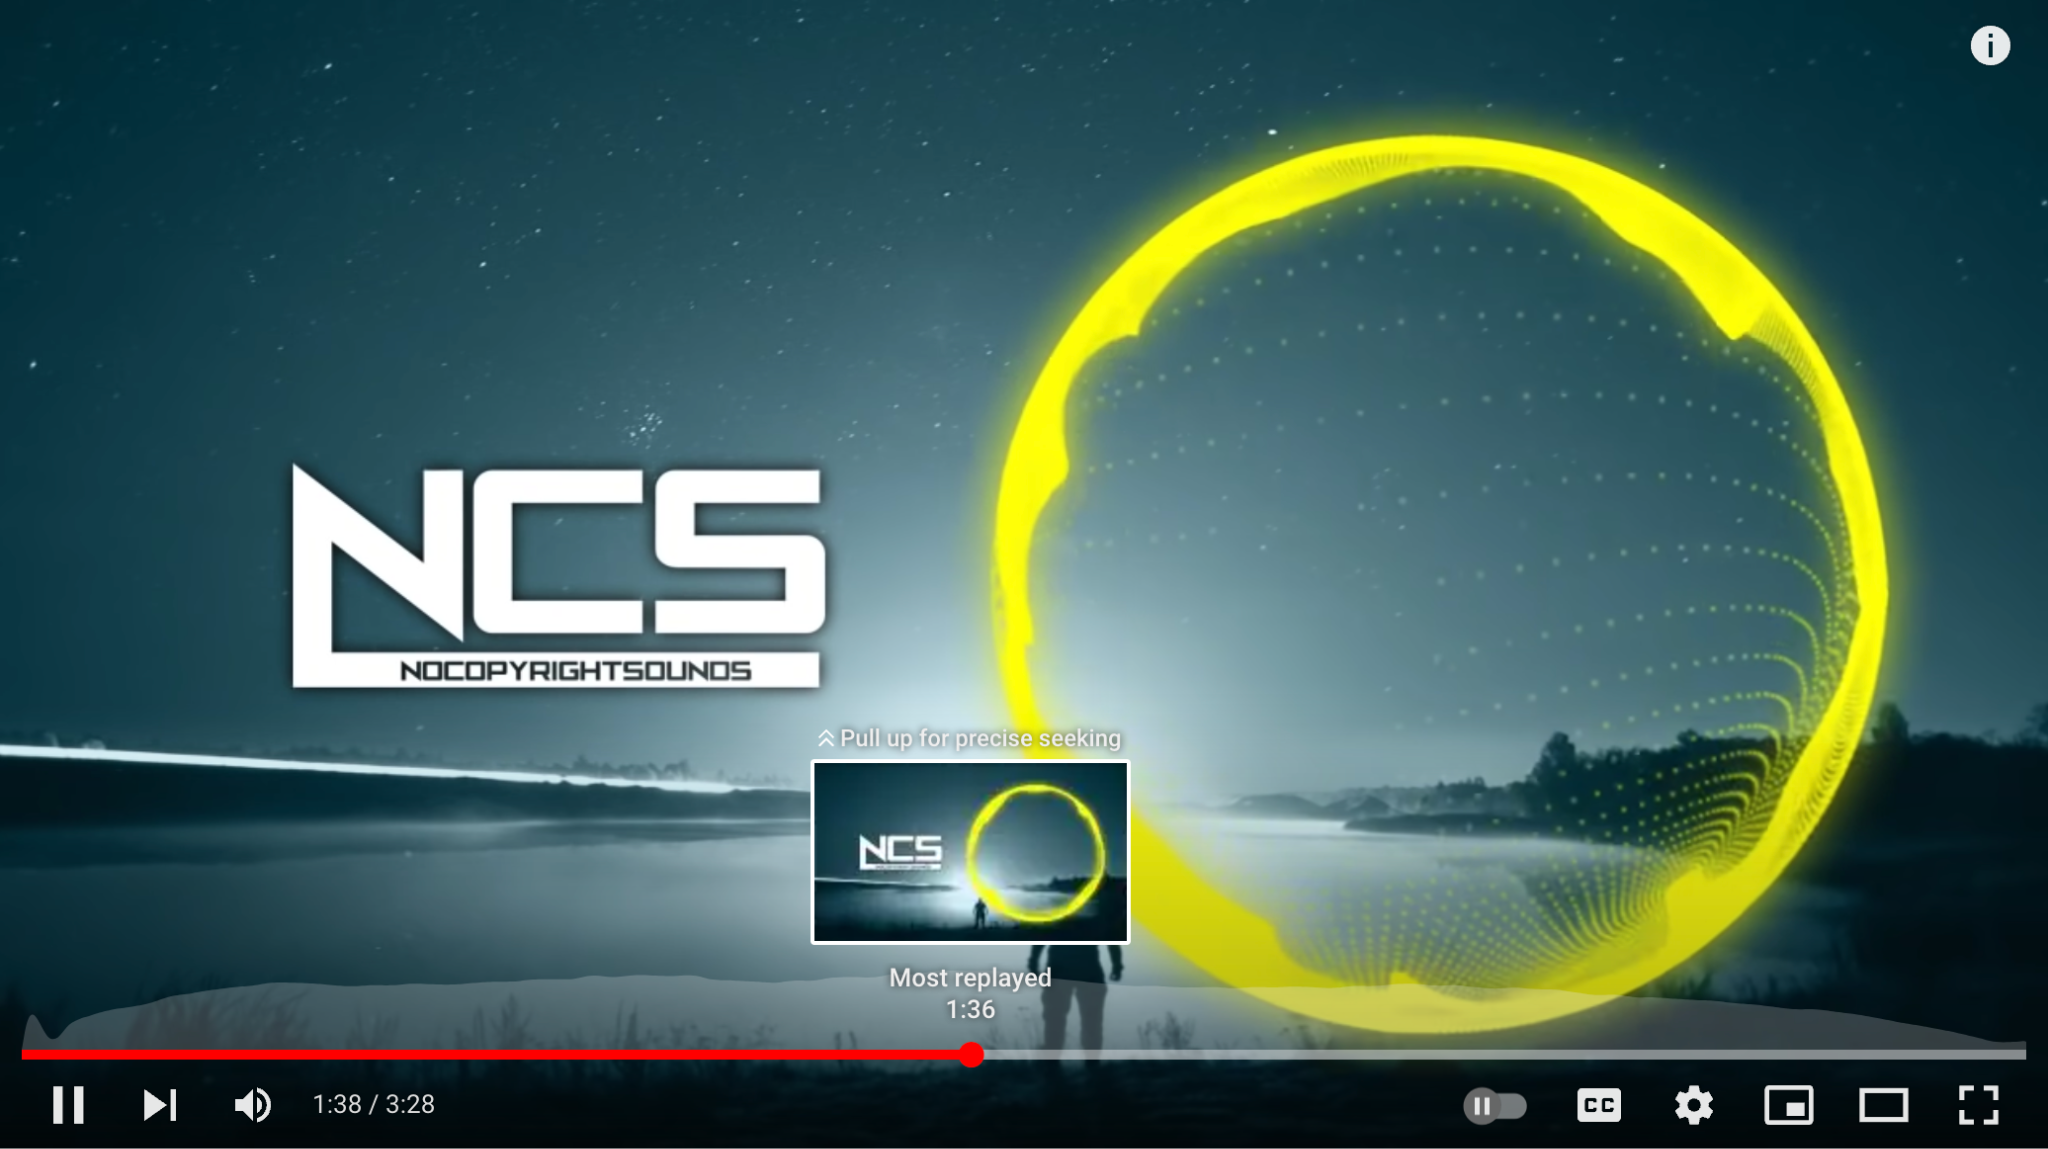 NCS
NOCOPYRIGHTSOUNDS
Pull up for precise seeking
NCS
Most replayed
1:36
1:38 / 3:28
CC